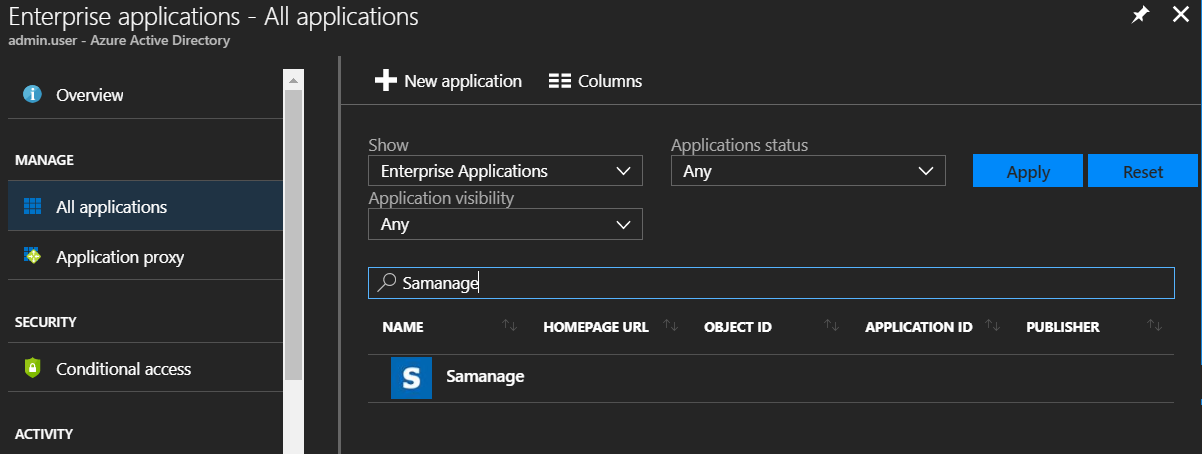 Enterprise applications - All applications
admin.user - Azure Active Directory
Overview
MANAGE
All applications
Application proxy
SECURITY
Conditional access
ACTIVITY
New application Columns
Show Applications status
Enterprise Applications Any Apply Reset
Application visibility
Any
Samanage
NAME HOMEPAGE URL OBJECT ID APPLICATION ID PUBLISHER
S Samanage